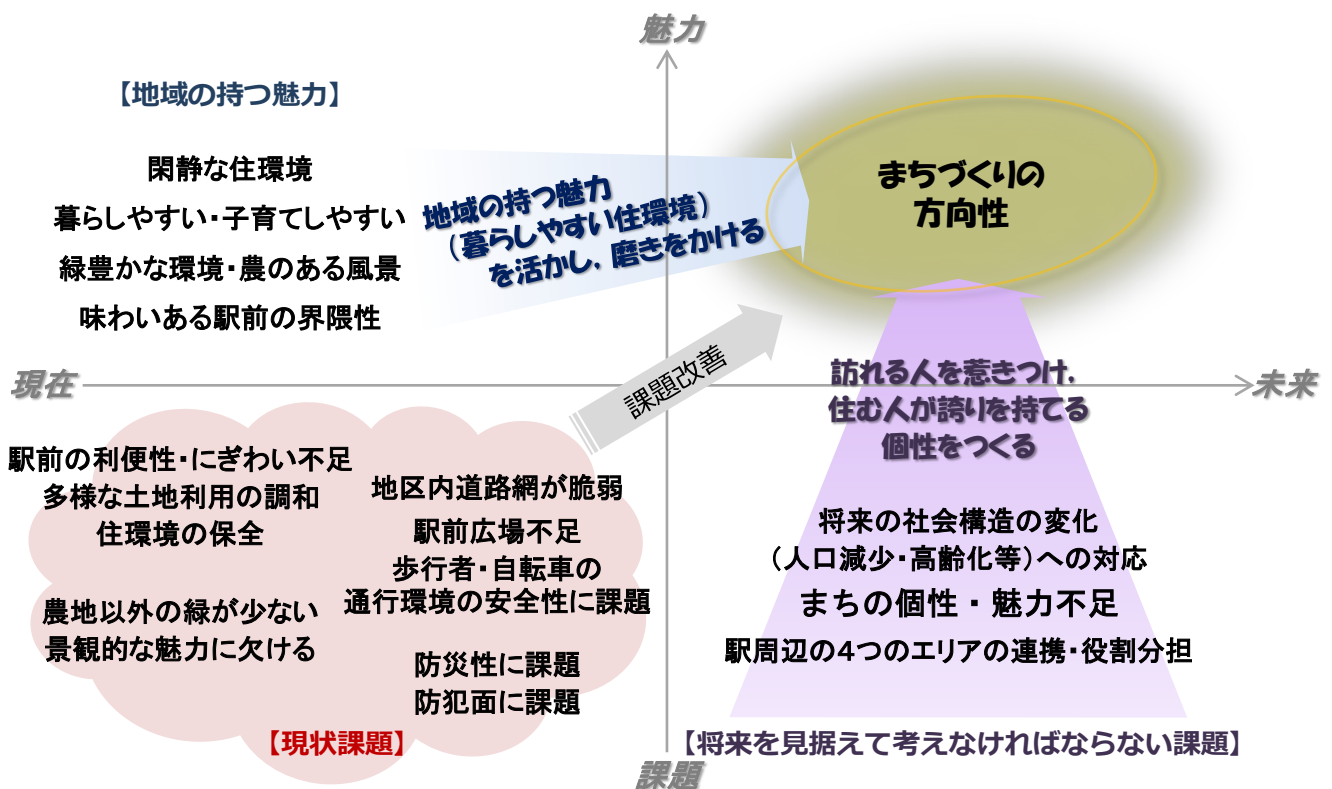 魅力
【地域の持つ魅力】
閑静な住環境
暮らしやすい・子育てしやすい
緑豊かな環境・農のある風景
味わいある駅前の界隈性
地域の持つ魅力
（暮らしやすい住環境）
を活かし，磨きをかける
まちづくりの
方向性
課題改善
現在
未来
訪れる人を惹きつけ，
住む人が誇りを持てる
個性をつくる
駅前の利便性・にぎわい不足
多様な土地利用の調和
住環境の保全
農地以外の緑が少ない
景観的な魅力に欠ける
地区内道路網が脆弱
駅前広場不足
歩行者・自転車の
通行環境の安全性に課題
防災性に課題
防犯面に課題
【現状課題】
将来の社会構造の変化
（人口減少・高齢化等）への対応
まちの個性・魅力不足
駅周辺の４つのエリアの連携・役割分担
【将来を見据えて考えなければならない課題】
課題